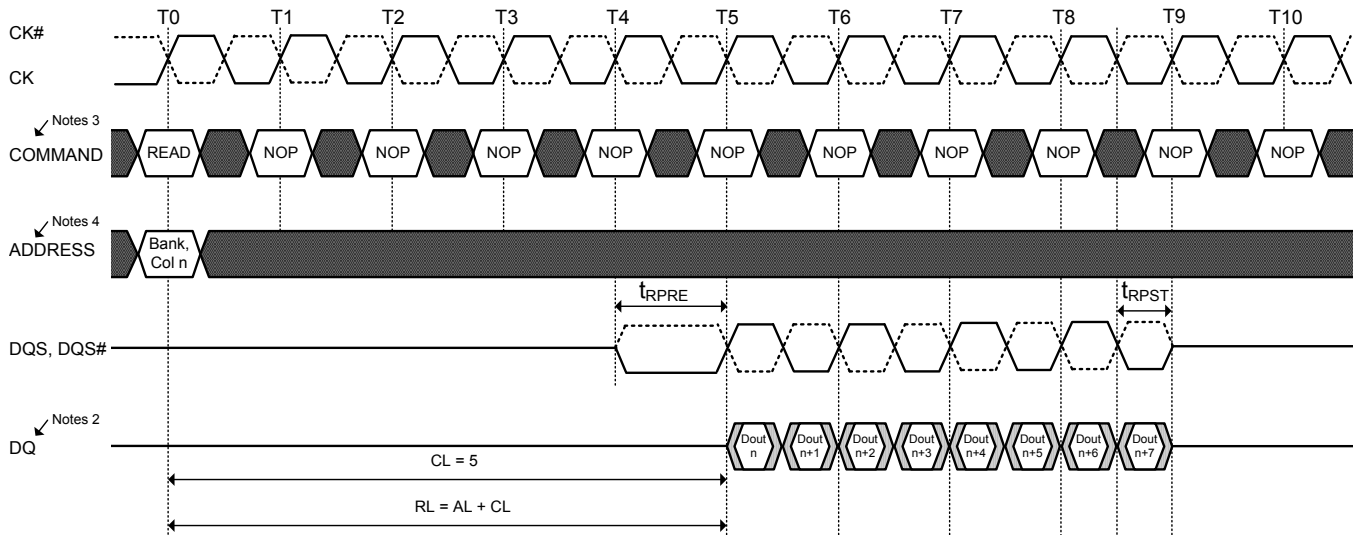 T0 T1 T2 T3 T4 T5 T6 T7 T8 T9 T10
CK#
CK
Notes 3
COMMAND READ NOP NOP NOP NOP NOP NOP NOP NOP NOP NOP
Notes 4
ADDRESS
Bank,
Col n
tRPRE tRPST
DQS, DQS#
Notes 2
DQ
Dout n
Dout n+1
Dout n+2
Dout n+3
Dout n+4
Dout n+5
Dout n+6
Dout n+7
CL = 5
RL = AL + CL